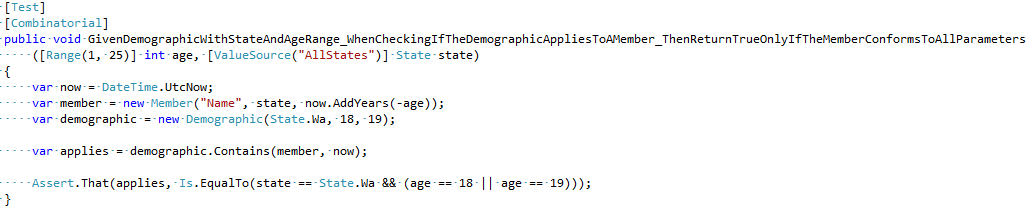 [Test]
[Combinatorial]
public void GivenDemographicWithStateAndAgeRange_WhenCheckingIfTheDemographicAppliesToAMember_ThenReturnTrueOnlyIfTheMemberConformsToAllParameters
([Range(1, 25)] int age, [ValueSource("AllStates")] State state)
{
var now = DateTime.UtcNow;
var member = new Member("Name", state, now.AddYears(-age));
var demographic = new Demographic(State.Wa, 18, 19);
var applies = demographic.Contains(member, now);
Assert.That(applies, Is.EqualTo(state == State.Wa && (age == 18 || age == 19)));
}